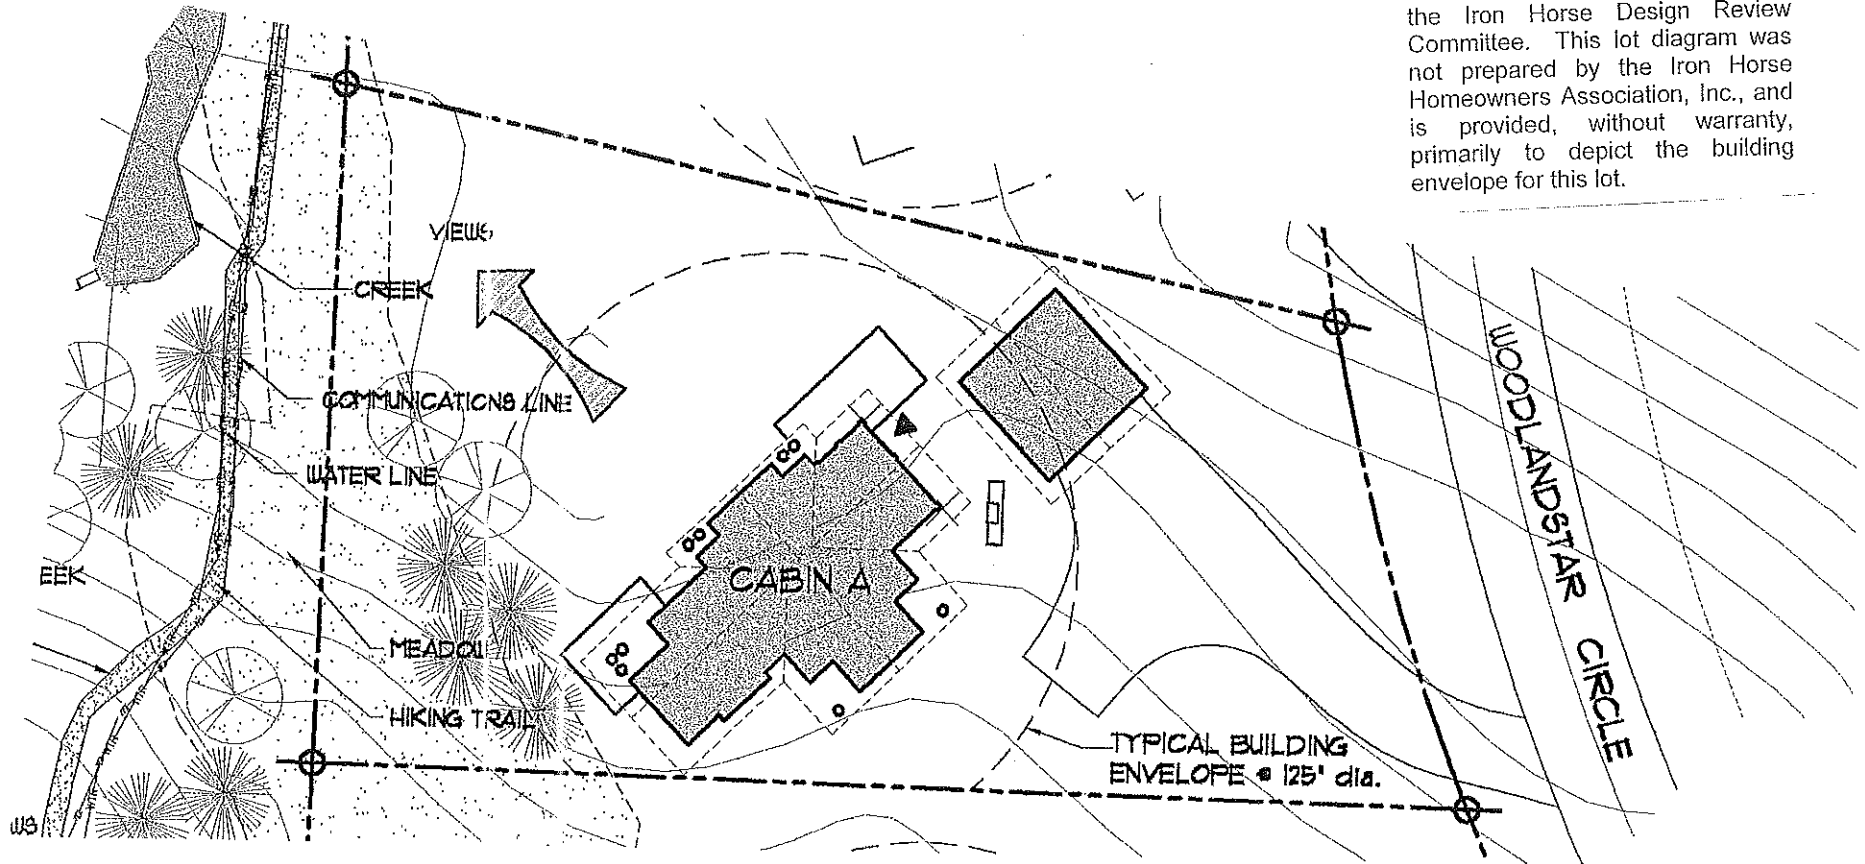 the Iron Horse Design Review
Committee. This lot diagram was
not prepared by the Iron Horse
Homeowners Association, Inc., and
is provided, without warranty,
primarily to depict the building
envelope for this lot.
VIEWS
CREEK
COMMUNICATIONS LINE
WATER LINE
EEK
CABIN A
MEADOW
HIKING TRAIL
TYPICAL BUILDING
ENVELOPE @ 125' dia.
WOODLANDSTAR CIRCLE
WS